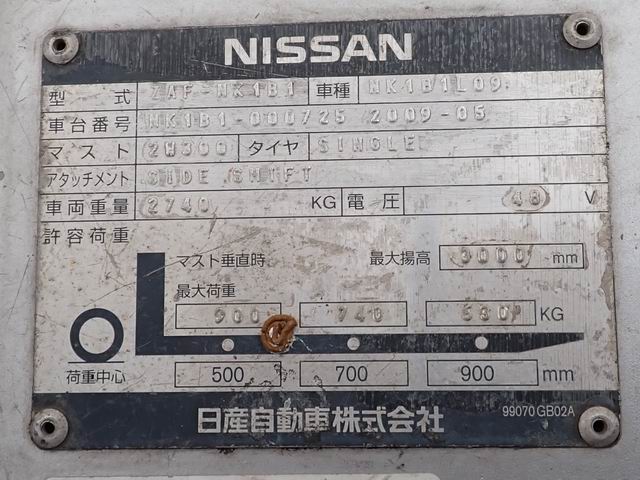 NISSAN
型 式 ZAF-NK1B1 車種 NK1B1L09
車台番号 NK1B1-000725 2009-05
マスト 2W300 タイヤ SINGLE
アタッチメント SIDE SHIFT
車両重量 2740 KG 電圧 48 V
許容荷重
マスト垂直時 最大揚高 3000 mm
最大荷重
900 740 580 KG
荷重中心 500 700 900 mm
日産自動車株式会社 99070 GB02A